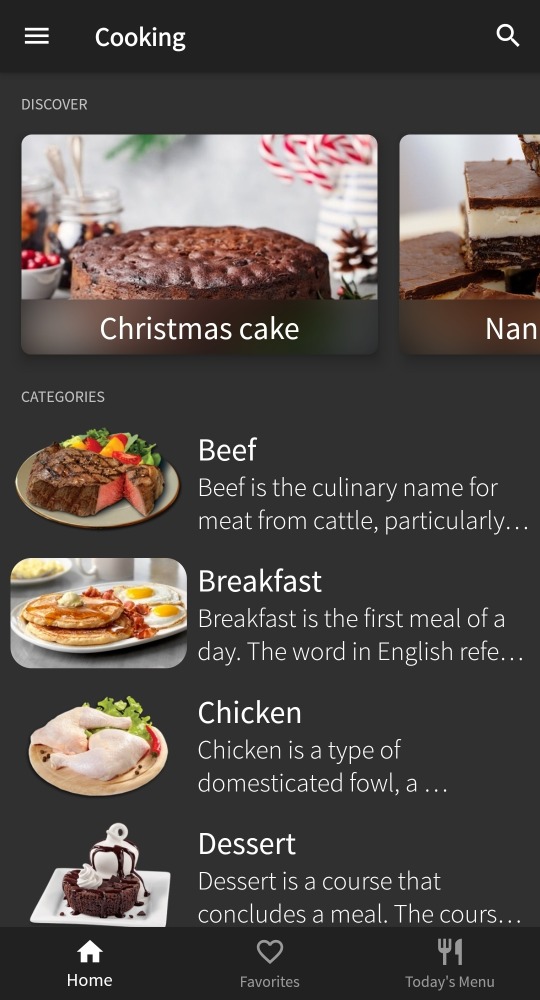 Cooking
DISCOVER
Christmas cake
Nan
CATEGORIES
Beef
Beef is the culinary name for
meat from cattle, particularly…
Breakfast
Breakfast is the first meal of a
day. The word in English refe…
Chicken
Chicken is a type of
domesticated fowl, a …
Dessert
Dessert is a course that
concludes a meal. The cours…
Home
Favorites
Today's Menu